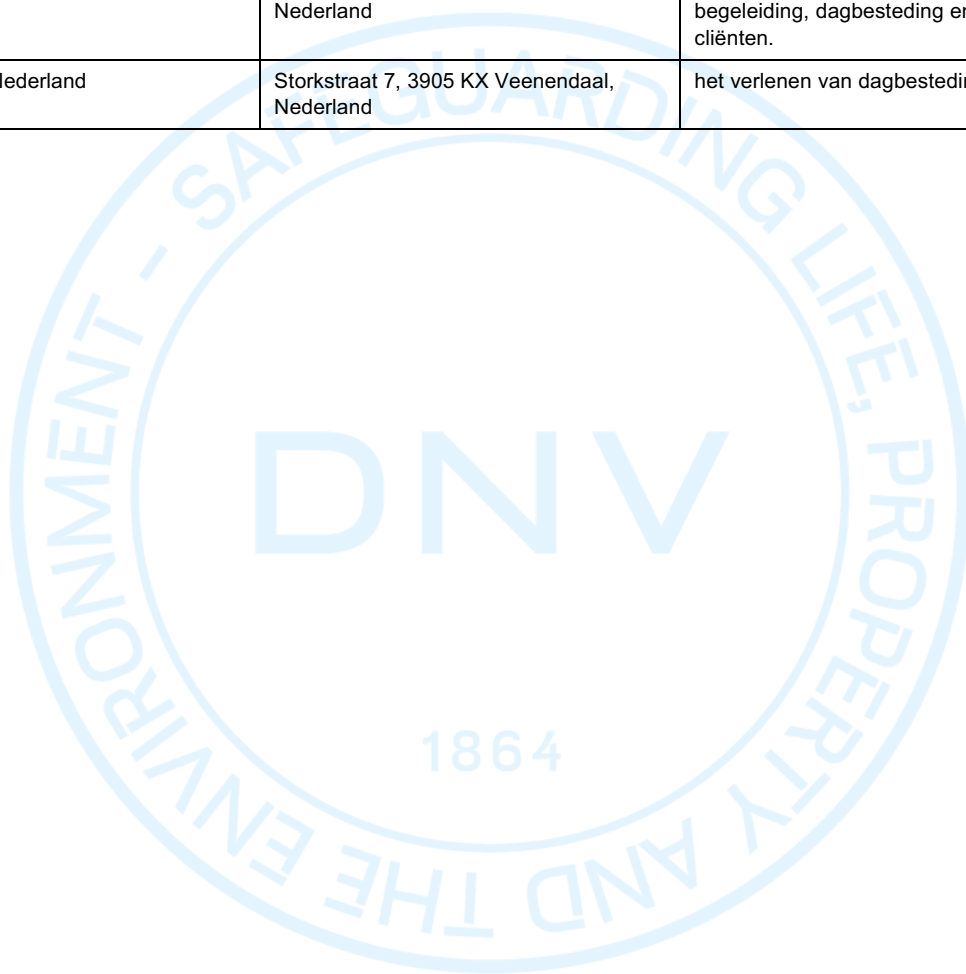 Nederland
begeleiding, dagbesteding en
cliënten.
Nederland
Storkstraat 7, 3905 KX Veenendaal,
Nederland
het verlenen van
SAFEGUARDING LIFE, PROPERTY AND THE ENVIRONMENT -
DNV
1864